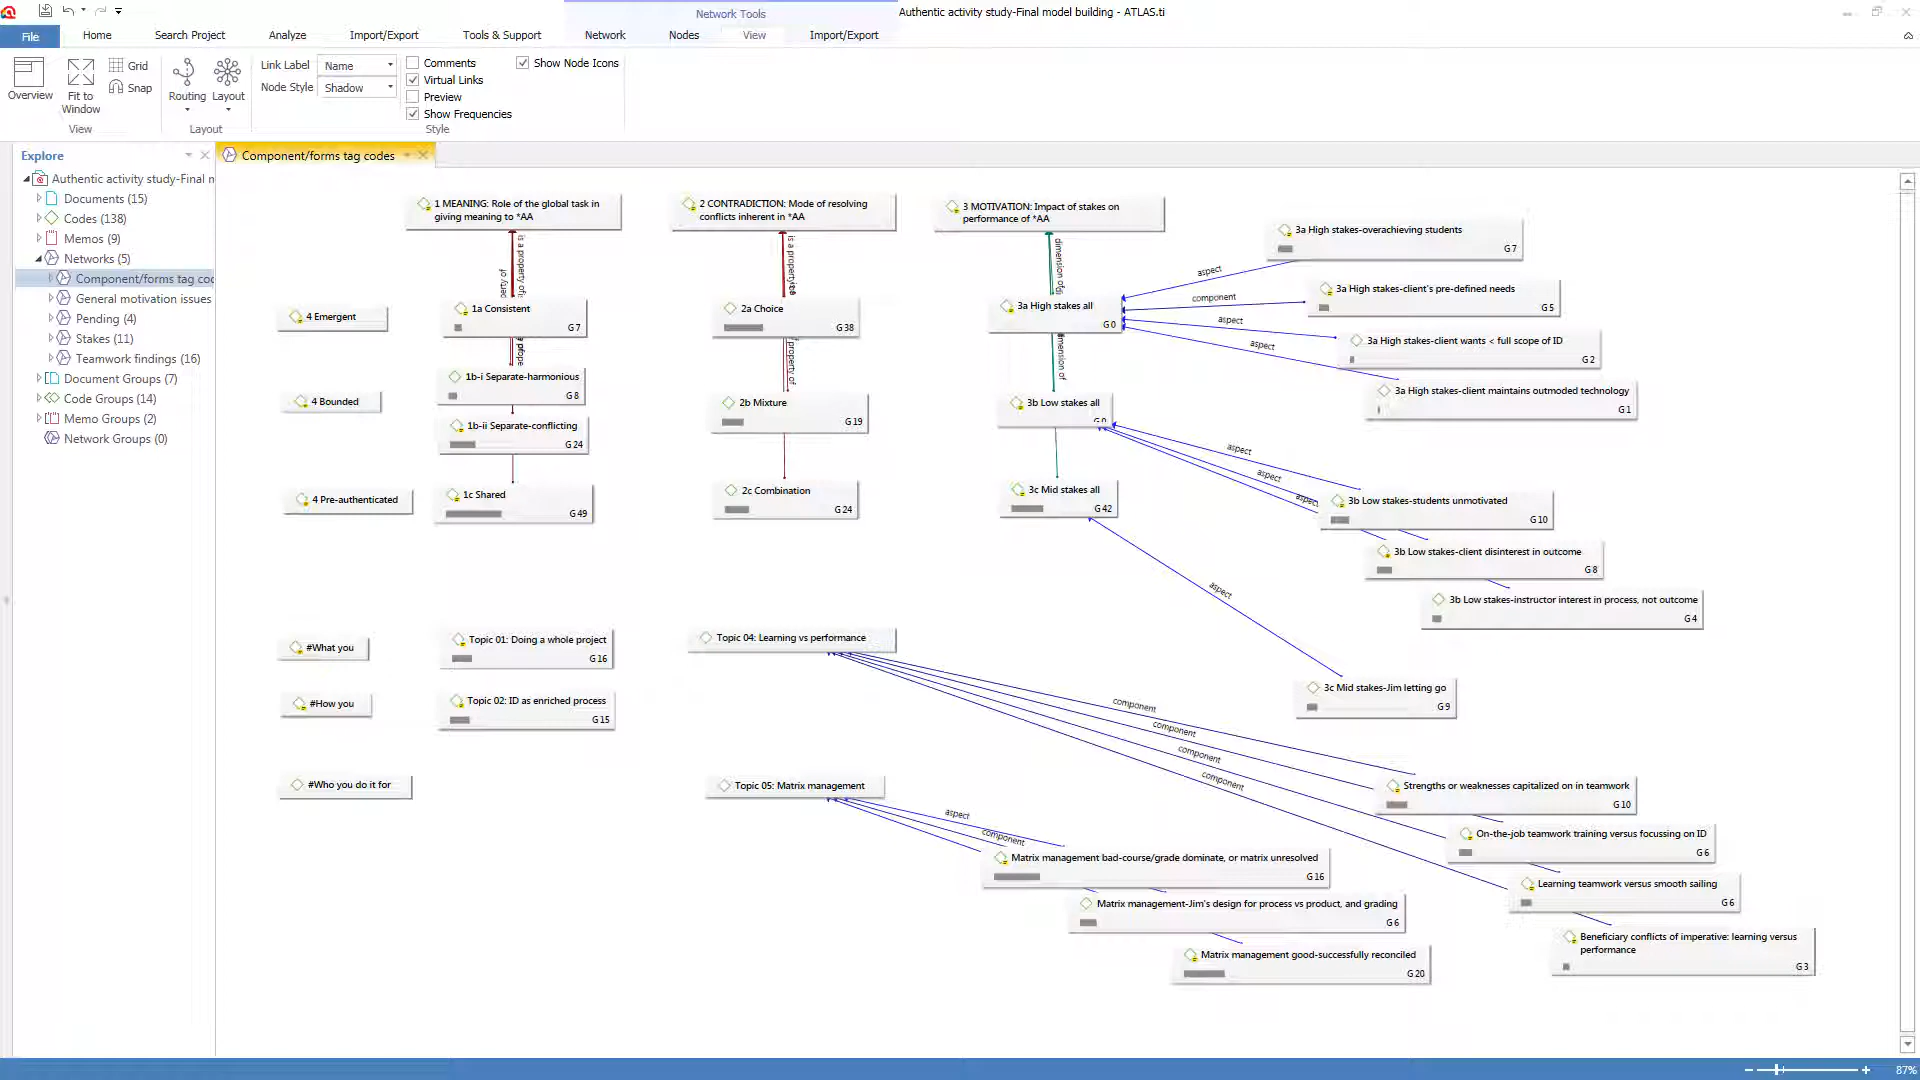 Network Tools
Authentic activity study-Final model building - ATLAS.ti
File
Home
Search Project
Analyze
Import/Export
Tools & Support
Network
Nodes
View
Import/Export
Overview
Fit to
Window
Grid
Snap
View
Routing
Layout
Layout
Link Label
Name
Node Style
Shadow
Comments
Virtual Links
Preview
Show Frequencies
Show Node Icons
Style
Explore
Component/forms tag codes
Authentic activity study-Final
Documents (15)
Codes (138)
Memos (9)
Networks (5)
Component/forms tag
General motivation issues
Pending (4)
Stakes (11)
Teamwork findings (16)
Document Groups (7)
Code Groups (14)
Memo Groups (2)
Network Groups (0)
1 MEANING: Role of the global task in
giving meaning to *AA
2 CONTRADICTION: Mode of resolving
conflicts inherent in *AA
3 MOTIVATION: Impact of stakes on
performance of *AA
is a property of
is a property
dimension of
3a High stakes-overachieving students
G 7
aspect
3a High stakes-client's pre-defined needs
G 5
component
4 Emergent
1a Consistent
G 7
2a Choice
G 38
3a High stakes all
G 0
aspect
3a High stakes-client wants < full scope of ID
G 2
aspect
property of
dimension of
3a High stakes-client maintains outmoded technology
G 1
4 Bounded
1b-i Separate-harmonious
G 8
2b Mixture
G 19
3b Low stakes all
1b-ii Separate-conflicting
G 24
aspect
aspect
aspect
4 Pre-authenticated
1c Shared
G 49
2c Combination
G 24
3c Mid stakes all
G 42
3b Low stakes-students unmotivated
G 10
3b Low stakes-client disinterest in outcome
G 8
aspect
3b Low stakes-instructor interest in process, not outcome
G 4
#What you
Topic 01: Doing a whole project
G 16
Topic 04: Learning vs performance
3c Mid stakes-Jim letting go
G 9
#How you
Topic 02: ID as enriched process
G 15
component
component
component
component
#Who you do it for
Topic 05: Matrix management
Strengths or weaknesses capitalized on in teamwork
G 10
aspect
component
On-the-job teamwork training versus focussing on ID
G 6
Matrix management bad-course/grade dominate, or matrix unresolved
G 16
Learning teamwork versus smooth sailing
G 6
Matrix management-Jim's design for process vs product, and grading
G 6
Beneficiary conflicts of imperative: learning versus
performance
G 3
Matrix management good-successfully reconciled
G 20
87%